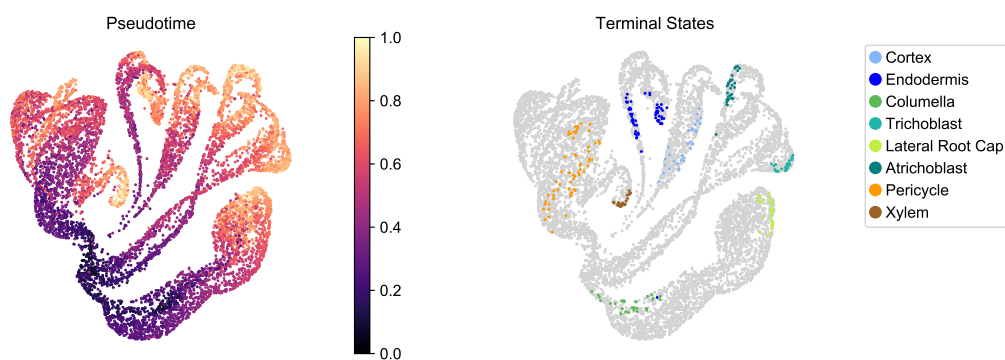 Pseudotime
1.0
0.8
0.6
0.4
0.2
0.0
Terminal States
Cortex
Endodermis
Columella
Trichoblast
Lateral Root Cap
Atrichoblast
Pericycle
Xylem